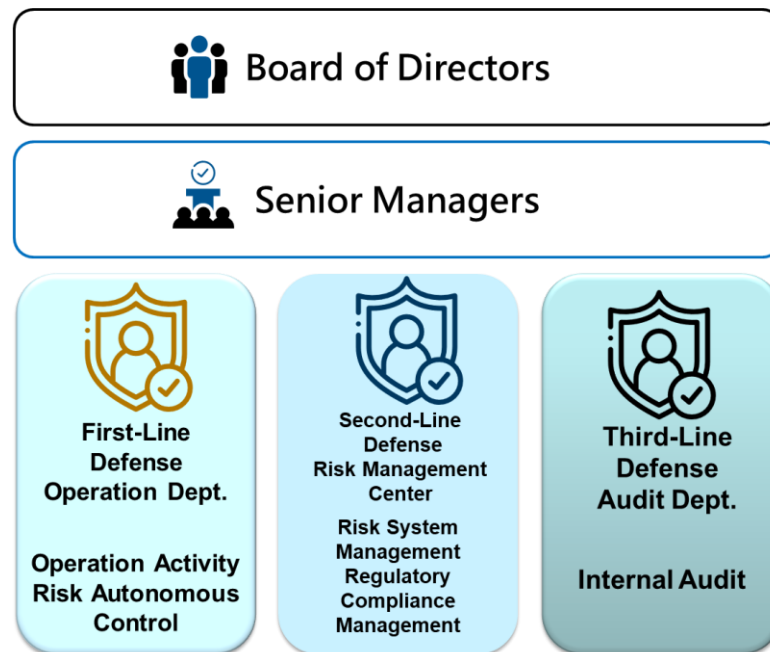 Board of Directors
Senior Managers
First-Line
Defense
Operation Dept.
Operation Activity
Risk Autonomous
Control
Second-Line
Defense
Risk Management
Center
Risk System
Management
Regulatory
Compliance
Management
Third-Line
Defense
Audit Dept.
Internal Audit